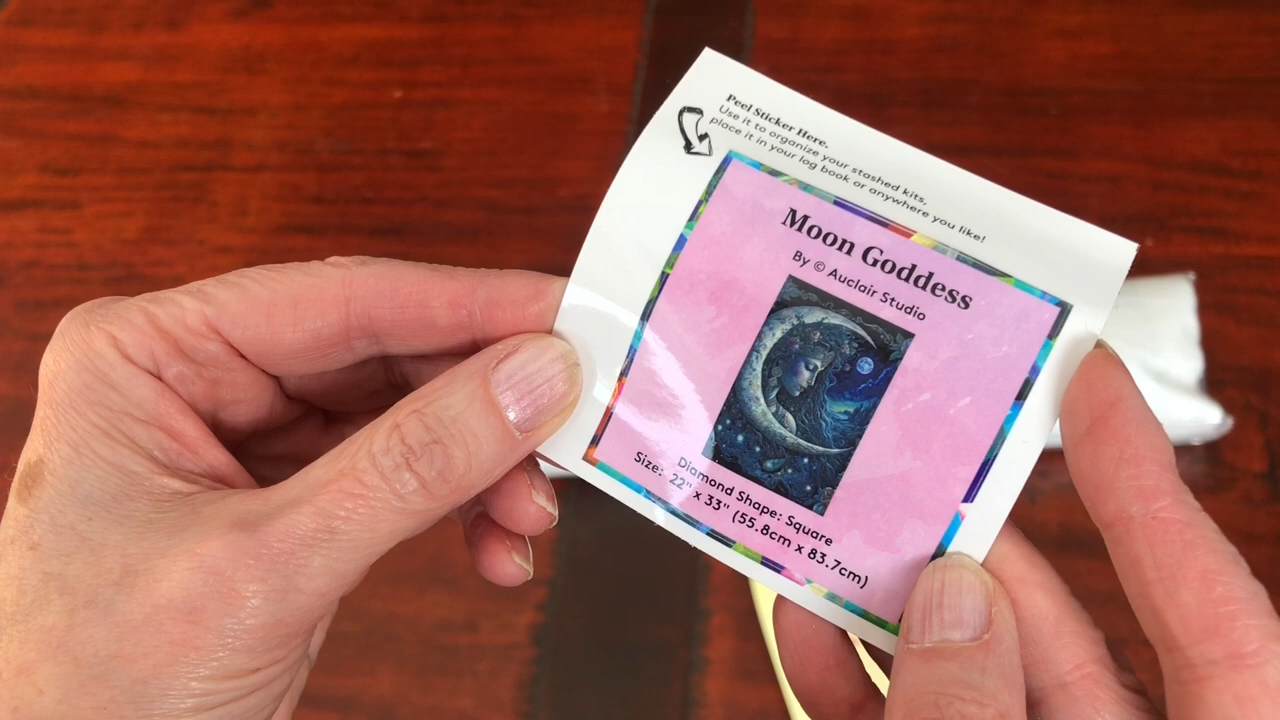 Peel Sticker Here.
Use it to organize your stashed kits,
place it in your log book or anywhere you like!
Moon Goddess
By © Auclair Studio
Diamond Shape: Square
Size: 22" x 33" (55.8cm x 83.7cm)